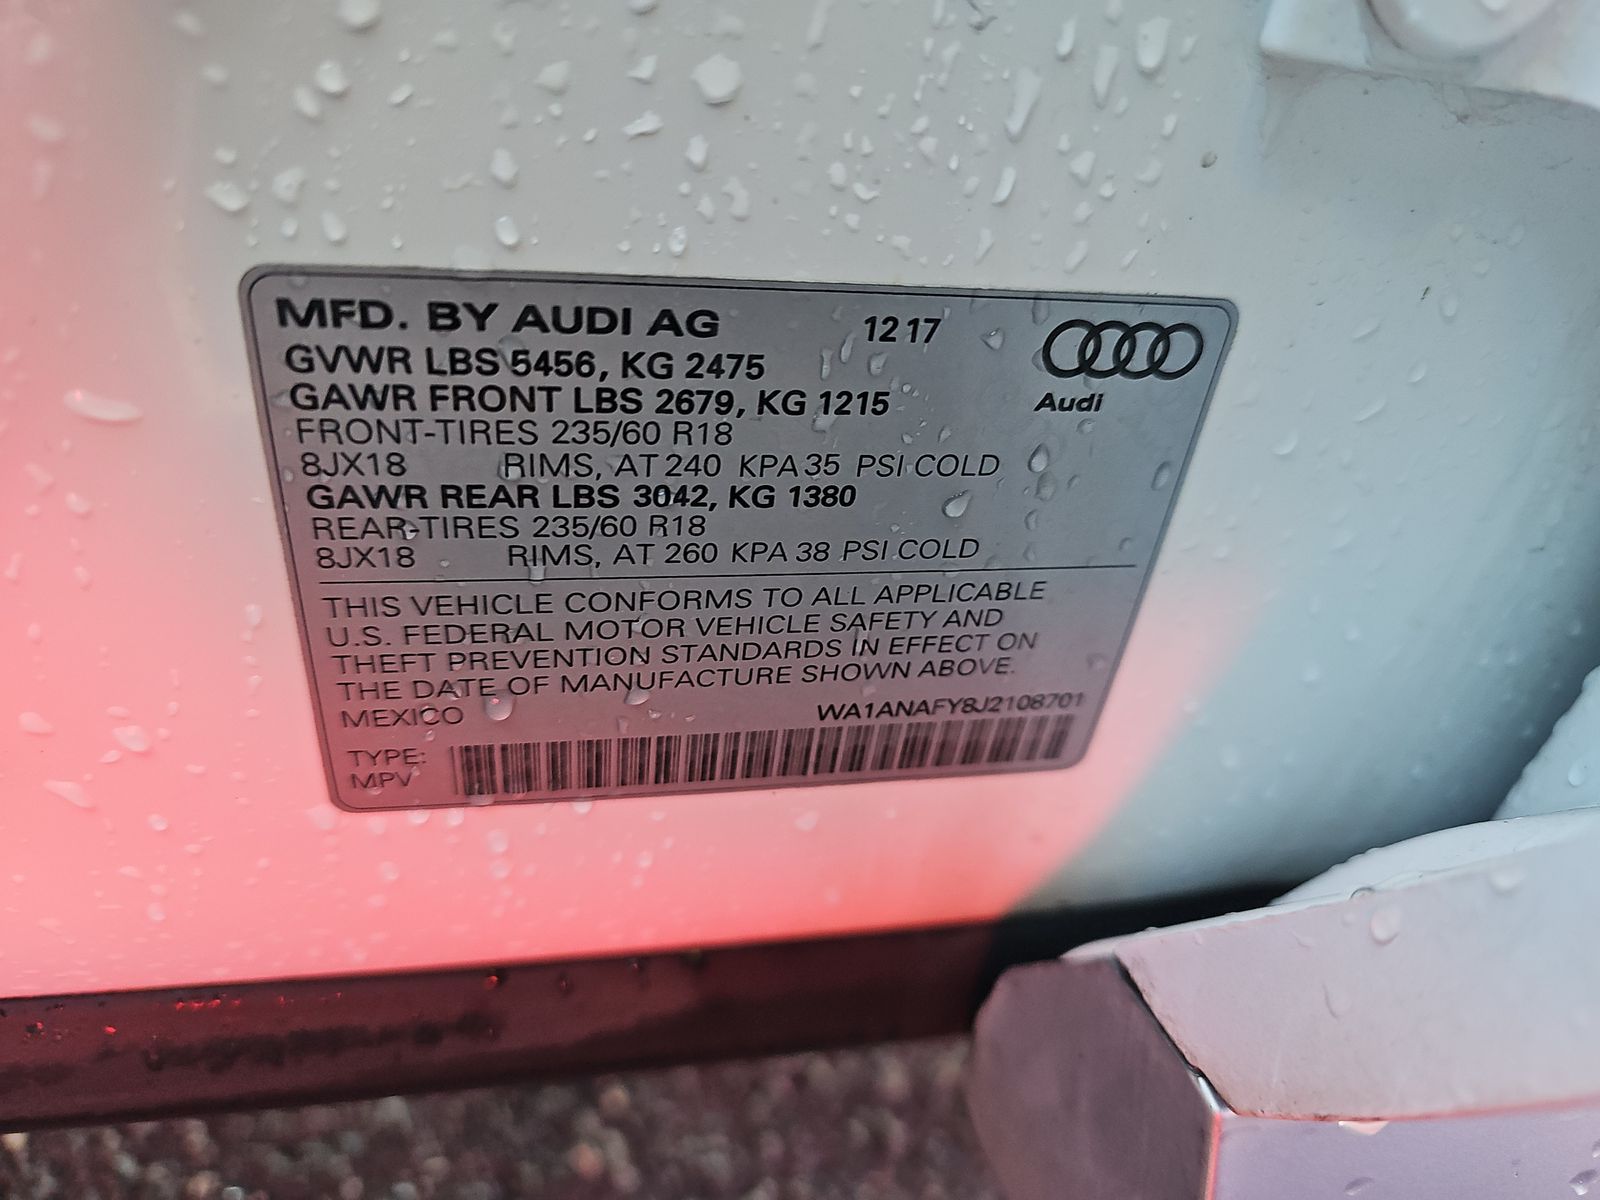 MFD. BY AUDI AG 12 17
GVWR LBS 5456, KG 2475
GAWR FRONT LBS 2679, KG 1215
Audi
FRONT-TIRES 235/60 R18
8JX18 RIMS, AT 240 KPA 35 PSI COLD
GAWR REAR LBS 3042, KG 1380
REAR-TIRES 235/60 R18
8JX18 RIMS, AT 260 KPA 38 PSI COLD
THIS VEHICLE CONFORMS TO ALL APPLICABLE
U.S. FEDERAL MOTOR VEHICLE SAFETY AND
THEFT PREVENTION STANDARDS IN EFFECT ON
THE DATE OF MANUFACTURE SHOWN ABOVE.
MEXICO WA1ANAFY8J2108701
TYPE:
MPV